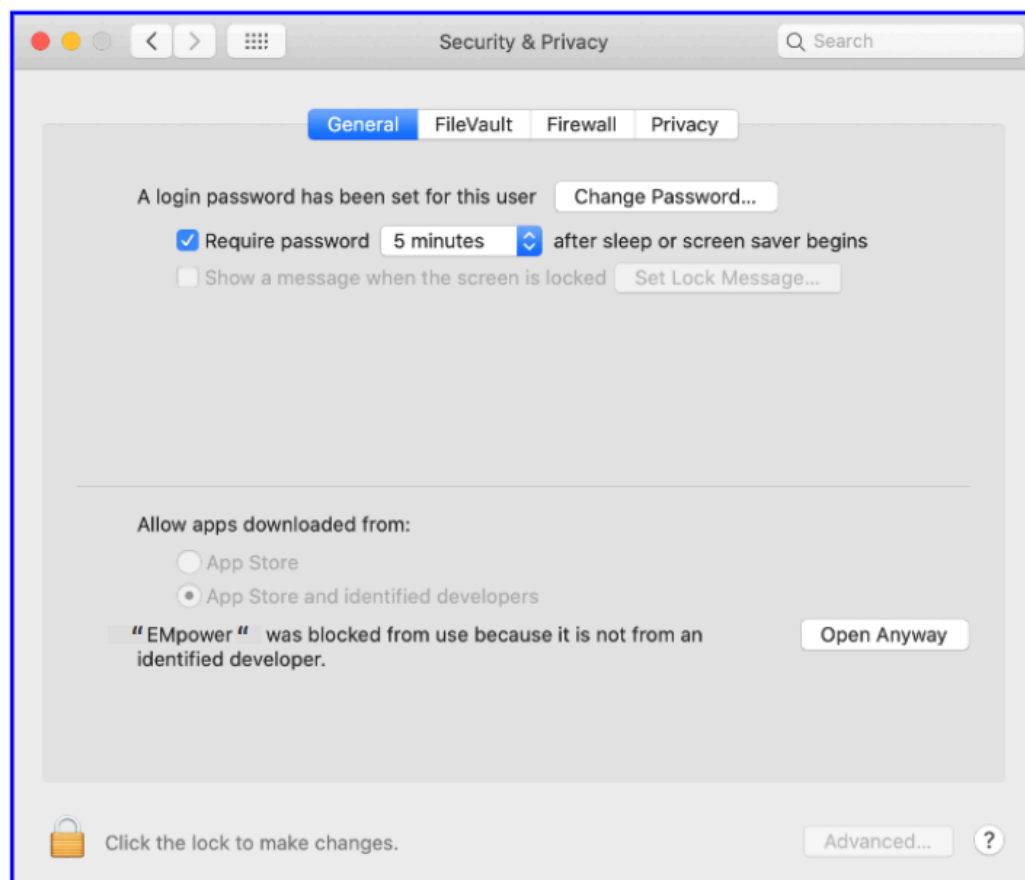 Security & Privacy
Search
General FileVault Firewall Privacy
A login password has been set for this user Change Password...
Require password 5 minutes after sleep or screen saver begins
Show a message when the screen is locked Set Lock Message...
Allow apps downloaded from:
App Store
App Store and identified developers
“EMpower“ was blocked from use because it is not from an Open Anyway
identified developer.
Click the lock to make changes. Advanced... ?